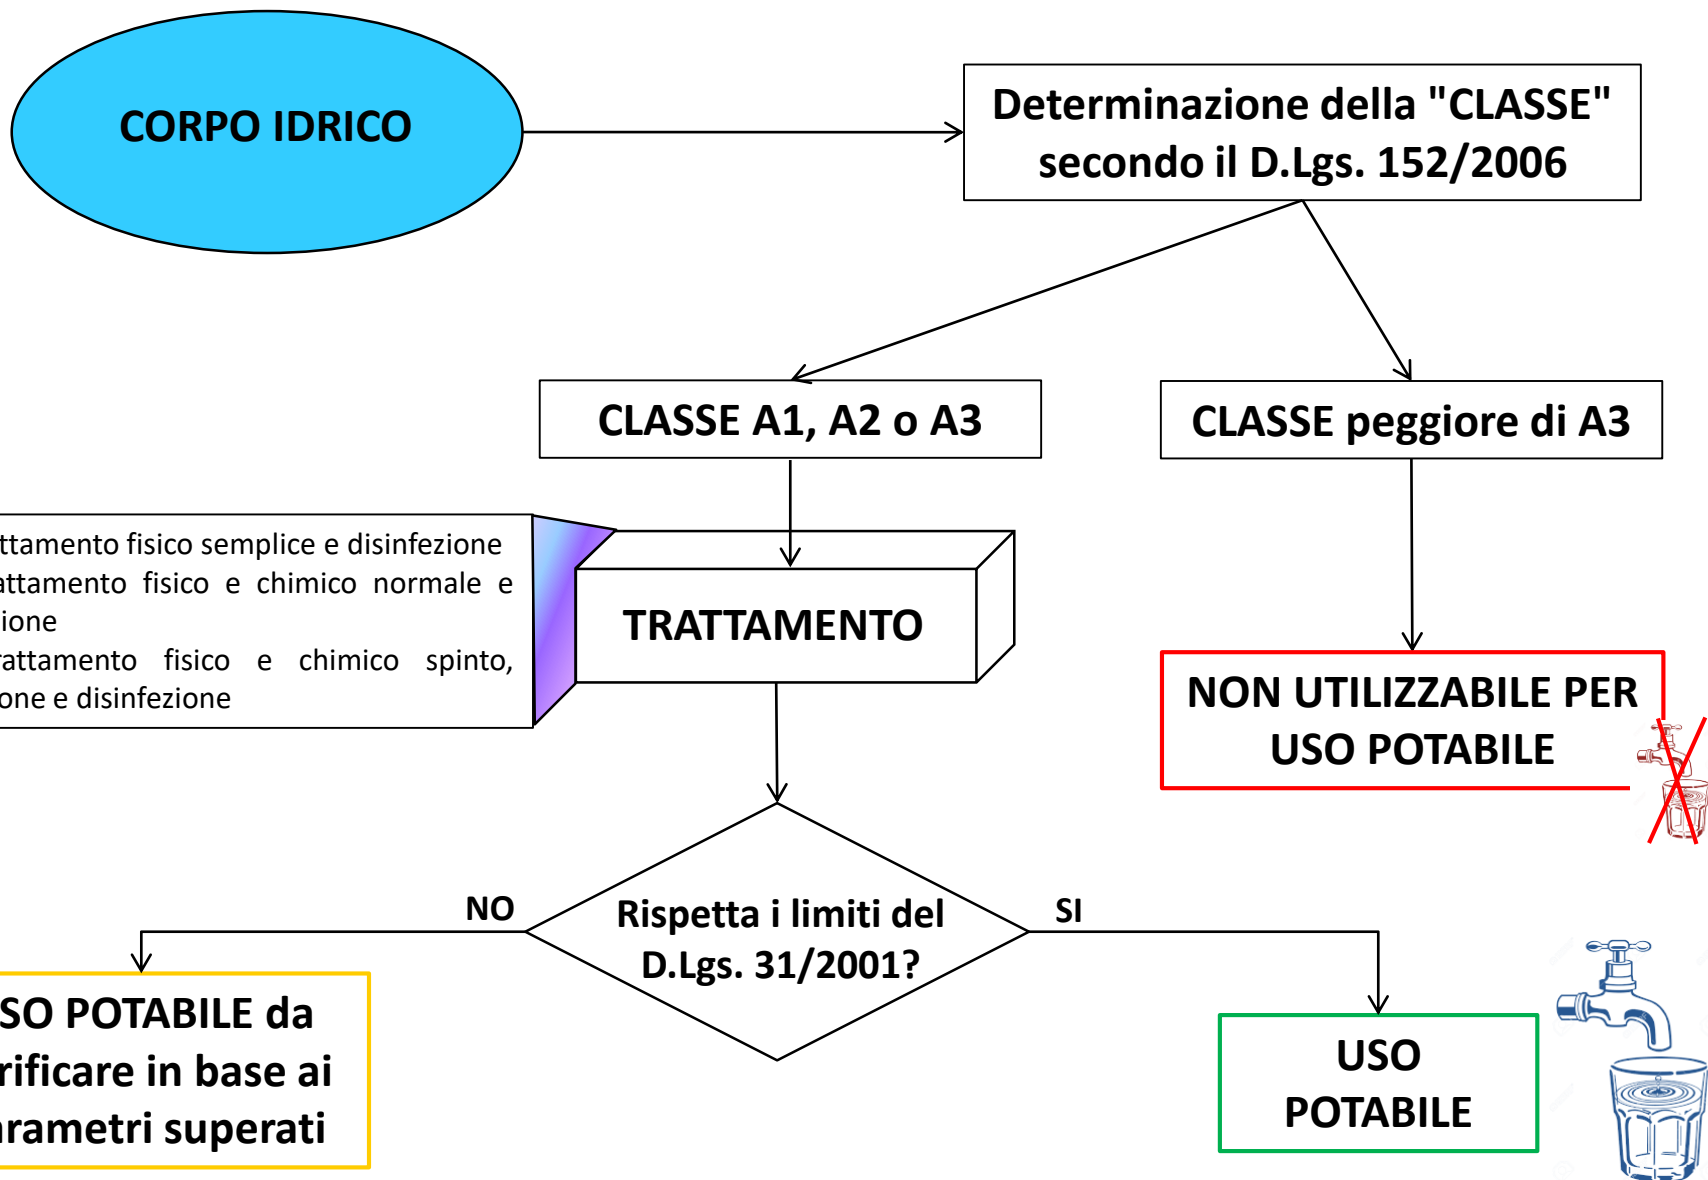 CORPO IDRICO
Determinazione della "CLASSE"
secondo il D.Lgs. 152/2006
CLASSE A1, A2 o A3
CLASSE peggiore di A3
ttamento fisico semplice e disinfezione
attamento fisico e chimico normale e
ione
rattamento fisico e chimico spinto,
one e disinfezione
TRATTAMENTO
NON UTILIZZABILE PER
USO POTABILE
NO
Rispetta i limiti del
D.Lgs. 31/2001?
SI
SO POTABILE da
rificare in base ai
arametri superati
USO
POTABILE